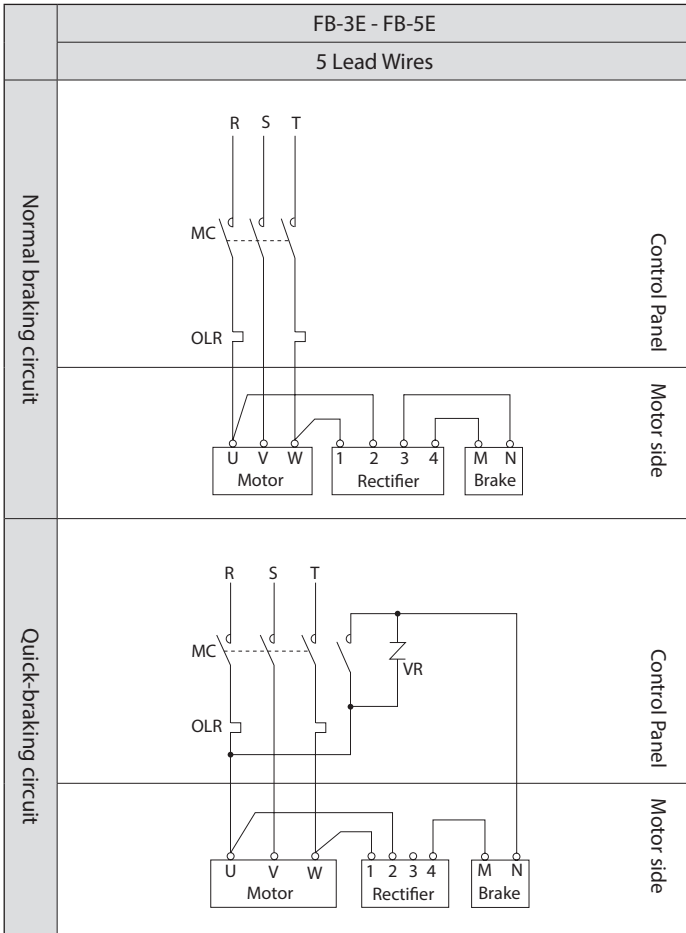 FB-3E - FB-5E
5 Lead Wires
Normal braking circuit
R S T
MC
OLR
Control Panel
Motor side
U V W 1 2 3 4 M N
Motor Rectifier Brake
Quick-braking circuit
R S T
MC
VR
OLR
Control Panel
Motor side
U V W 1 2 3 4 M N
Motor Rectifier Brake